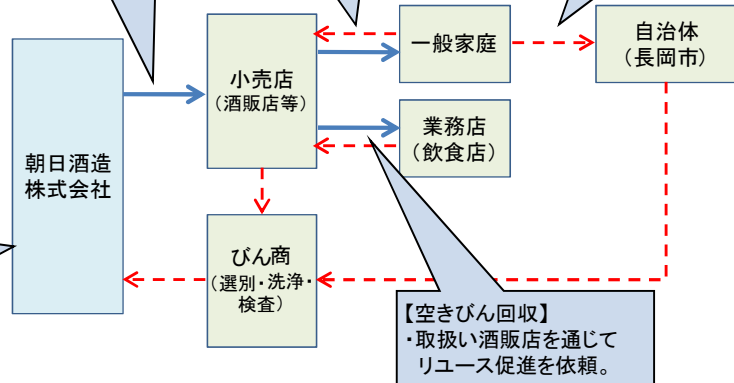 朝日酒造
株式会社
小売店
（酒販店等）
一般家庭
自治体
（長岡市）
業務店
（飲食店）
びん商
（選別・洗浄・
検査）
【空きびん回収】
・取扱い酒販店を通じて
リユース促進を依頼。